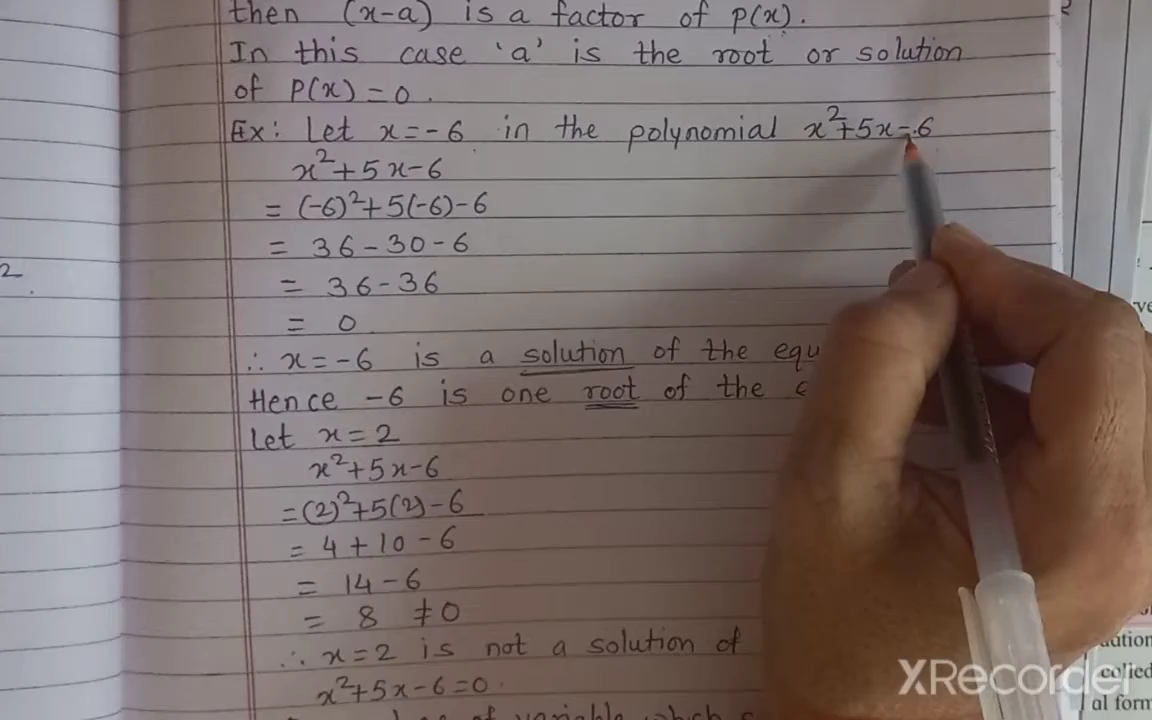 then (x-a) is a factor of P(x).
In this case 'a' is the root or solution
of P(x)=0.
Ex: Let x=-6 in the polynomial x²+5x-6
x²+5x-6
= (-6)²+5(-6)-6
= 36-30-6
= 36-36
= 0
∴ x=-6 is a solution of the
Hence -6 is one root of the
Let x=2
x²+5x-6
=(2)²+5(2)-6
= 4+10-6
= 14-6
= 8 ≠0
∴ x=2 is not a solution of
x²+5x-6=0.
of variable which
XRecorder